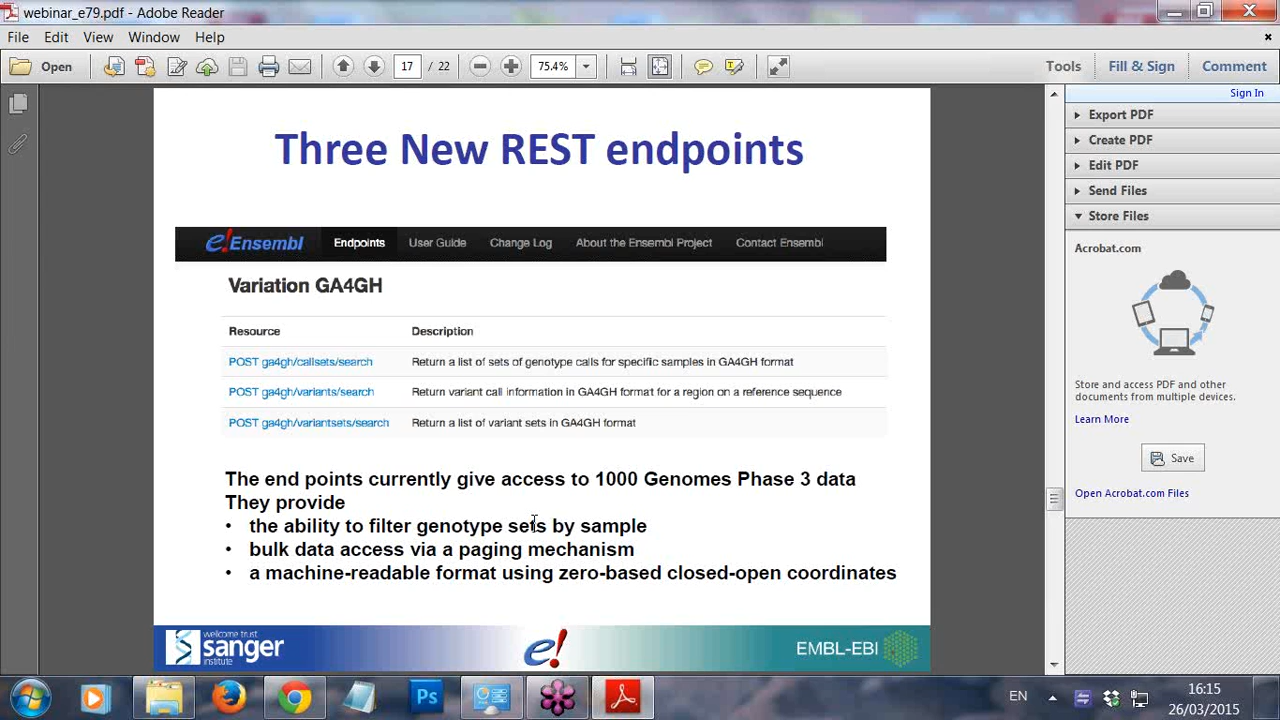 webinar_e79.pdf - Adobe Reader
File Edit View Window Help
Open 17 / 22 75.4% Tools Fill & Sign Comment
Sign In
Export PDF
Create PDF
Edit PDF
Send Files
Store Files
Acrobat.com
Store and access PDF and other
documents from multiple devices.
Learn More
Save
Open Acrobat.com Files
Three New REST endpoints
e!Ensembl Endpoints User Guide Change Log About the Ensembl Project Contact Ensembl
Variation GA4GH
Resource Description
POST ga4gh/callsets/search Return a list of sets of genotype calls for specific samples in GA4GH format
POST ga4gh/variants/search Return variant call information in GA4GH format for a region on a reference sequence
POST ga4gh/variantsets/search Return a list of variant sets in GA4GH format
The end points currently give access to 1000 Genomes Phase 3 data
They provide
• the ability to filter genotype sets by sample
• bulk data access via a paging mechanism
• a machine-readable format using zero-based closed-open coordinates
wellcome trust
sanger
institute
e!
EMBL-EBI
Ps
EN
16:15
26/03/2015